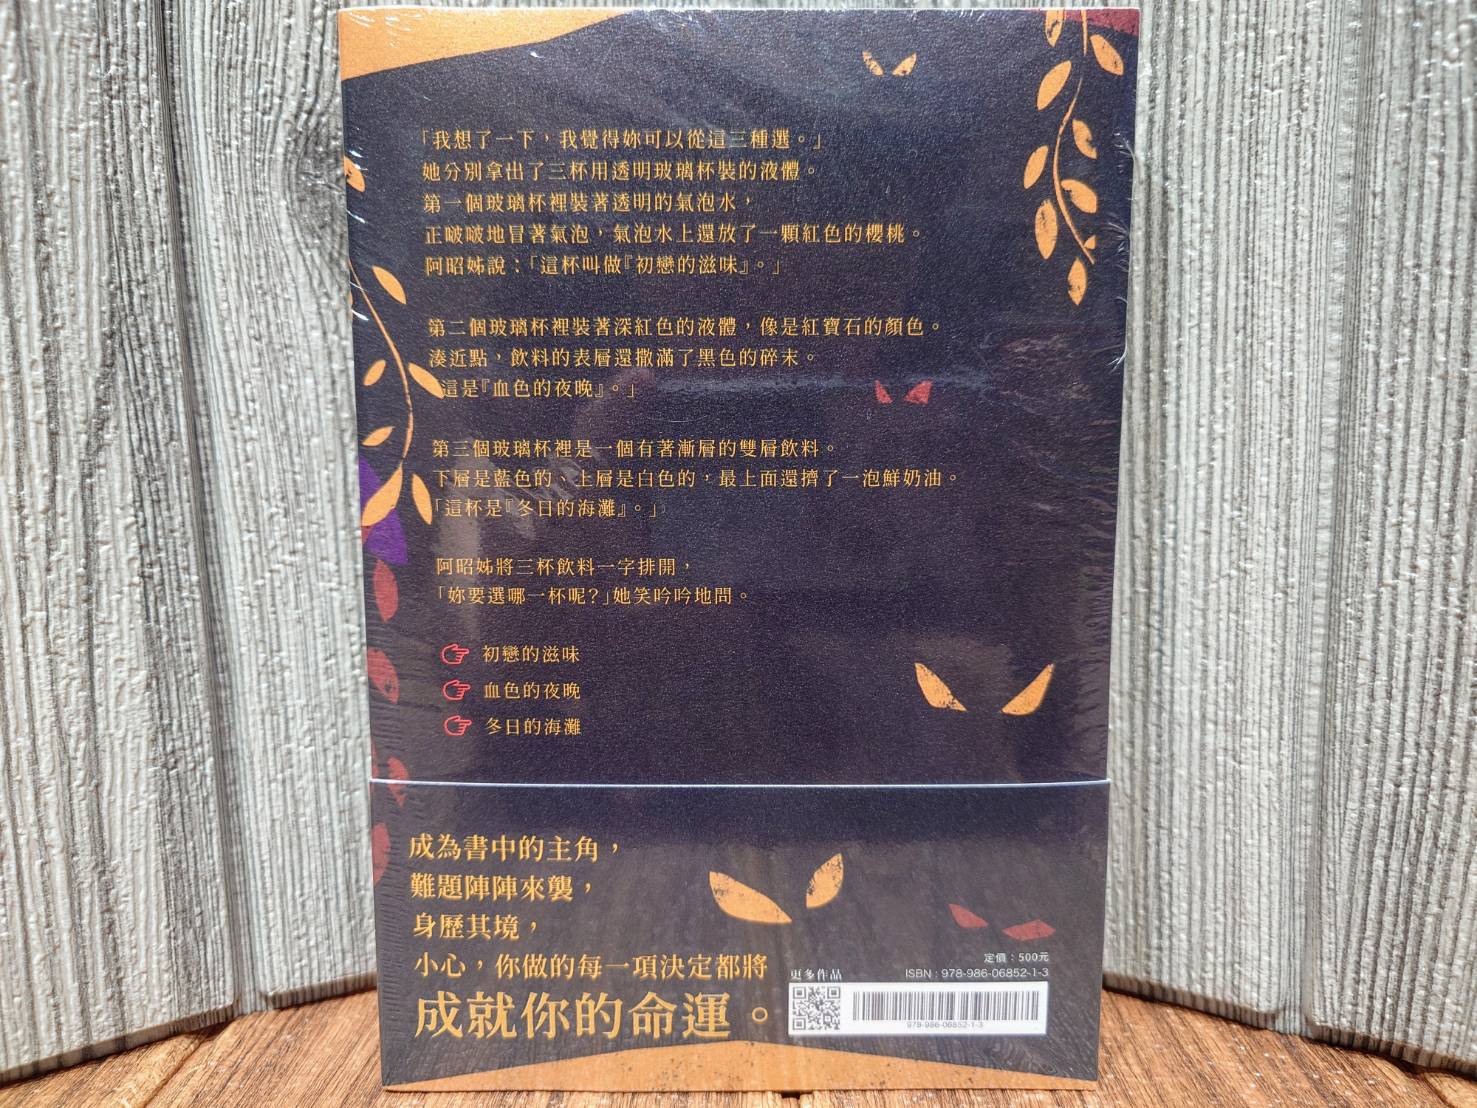 「我想了一下，我覺得妳可以從這三種選。」
她分別拿出了三杯用透明玻璃杯裝的液體。
第一個玻璃杯裡裝著透明的氣泡水，
正啵啵地冒著氣泡，氣泡水上還放了一顆紅色的櫻桃。
阿昭姊說：「這杯叫做『初戀的滋味』。」
第二個玻璃杯裡裝著深紅色的液體，像是紅寶石的顏色。
湊近點，飲料的表層還撒滿了黑色的碎末。
「這是『血色的夜晚』。」
第三個玻璃杯裡是一個有著漸層的雙層飲料。
下層是藍色的、上層是白色的，最上面還擠了一泡鮮奶油。
「這杯是『冬日的海灘』。」
阿昭姊將三杯飲料一字排開，
「妳要選哪一杯呢？」她笑吟吟地問。
初戀的滋味
血色的夜晚
冬日的海灘
成為書中的主角，
難題陣陣來襲，
身歷其境，
小心，你做的每一項決定都將
成就你的命運。
更多作品
定價：500元
ISBN : 978-986-06852-1-3
978-986-06852-1-3